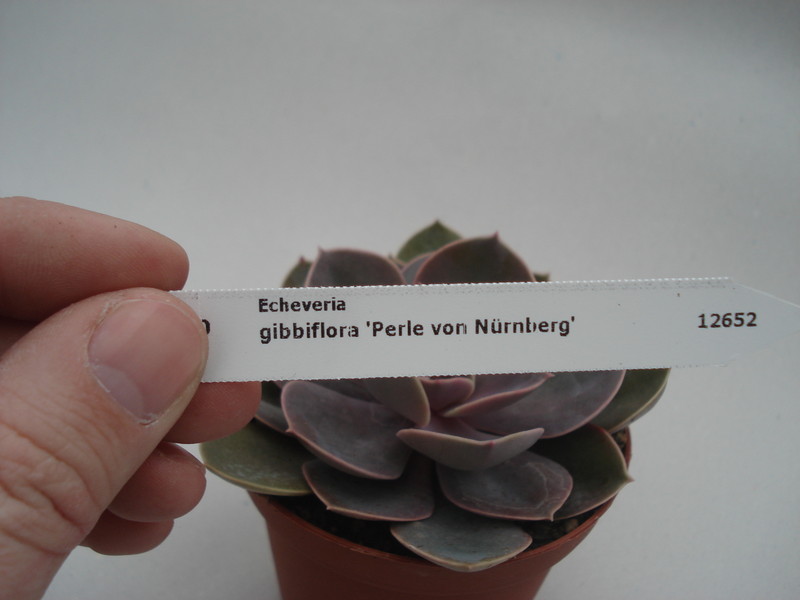 Echeveria
gibbiflora 'Perle von Nürnberg'
12652